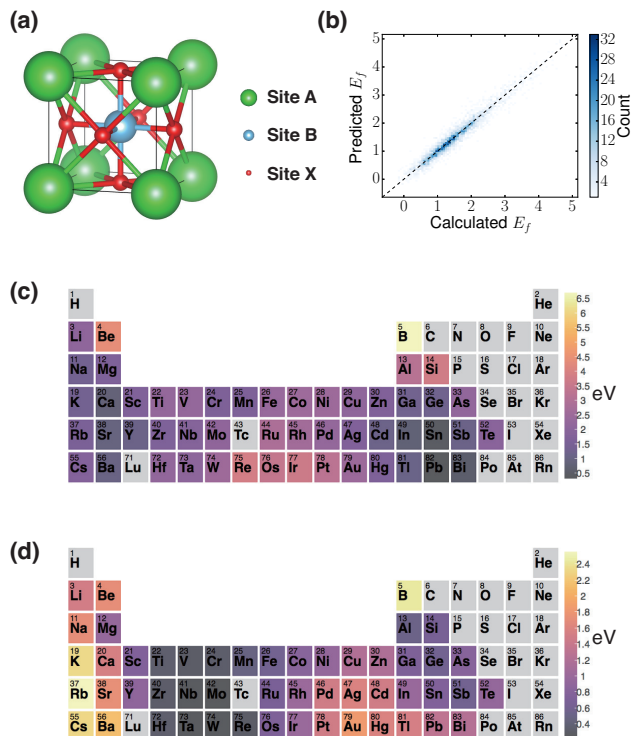 (a)
Site A
Site B
Site X
(b)
Predicted E_f
5
4
3
2
1
0
0 1 2 3 4 5
Calculated E_f
32
28
24
20
16
12
8
4
Count
(c)
1 2
H He
3 4 5 6 7 8 9 10
Li Be B C N O F Ne
11 12 13 14 15 16 17 18
Na Mg Al Si P S Cl Ar
19 20 21 22 23 24 25 26 27 28 29 30 31 32 33 34 35 36
K Ca Sc Ti V Cr Mn Fe Co Ni Cu Zn Ga Ge As Se Br Kr
37 38 39 40 41 42 43 44 45 46 47 48 49 50 51 52 53 54
Rb Sr Y Zr Nb Mo Tc Ru Rh Pd Ag Cd In Sn Sb Te I Xe
55 56 71 72 73 74 75 76 77 78 79 80 81 82 83 84 85 86
Cs Ba Lu Hf Ta W Re Os Ir Pt Au Hg Tl Pb Bi Po At Rn
6.5
6
5.5
5
4.5
4
3.5
3
2.5
2
1.5
1
0.5
eV
(d)
1 2
H He
3 4 5 6 7 8 9 10
Li Be B C N O F Ne
11 12 13 14 15 16 17 18
Na Mg Al Si P S Cl Ar
19 20 21 22 23 24 25 26 27 28 29 30 31 32 33 34 35 36
K Ca Sc Ti V Cr Mn Fe Co Ni Cu Zn Ga Ge As Se Br Kr
37 38 39 40 41 42 43 44 45 46 47 48 49 50 51 52 53 54
Rb Sr Y Zr Nb Mo Tc Ru Rh Pd Ag Cd In Sn Sb Te I Xe
55 56 71 72 73 74 75 76 77 78 79 80 81 82 83 84 85 86
Cs Ba Lu Hf Ta W Re Os Ir Pt Au Hg Tl Pb Bi Po At Rn
2.4
2.2
2
1.8
1.6
1.4
1.2
1
0.8
0.6
0.4
eV